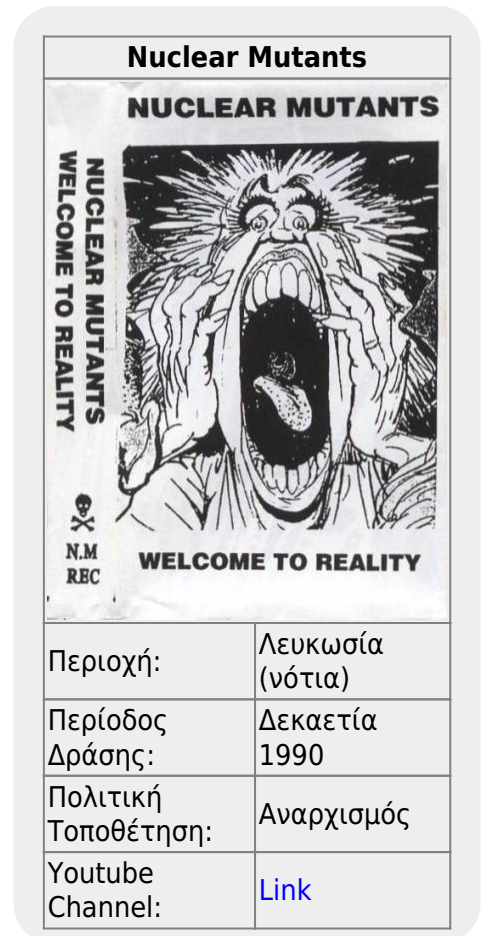 Nuclear Mutants
NUCLEAR MUTANTS
NUCLEAR MUTANTS
WELCOME TO REALITY
N.M
REC
WELCOME TO REALITY
Περιοχή:
Λευκωσία
(νότια)
Περίοδος
Δράσης:
Δεκαετία
1990
Πολιτική
Τοποθέτηση:
Αναρχισμός
Youtube
Channel:
Link